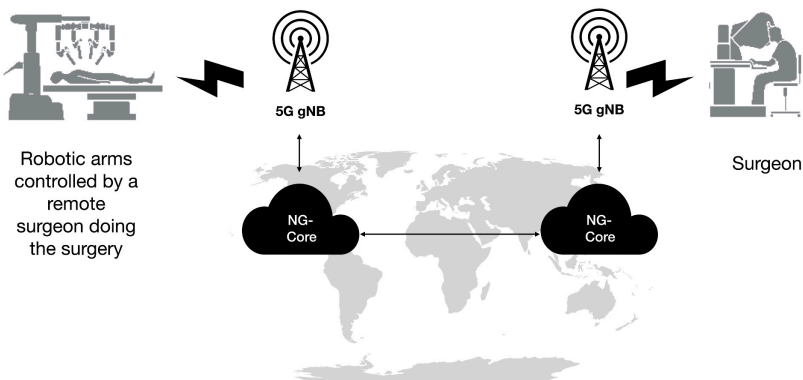 5G gNB
5G gNB
Robotic arms
controlled by a
remote
surgeon doing
the surgery
Surgeon
NG-
Core
NG-
Core